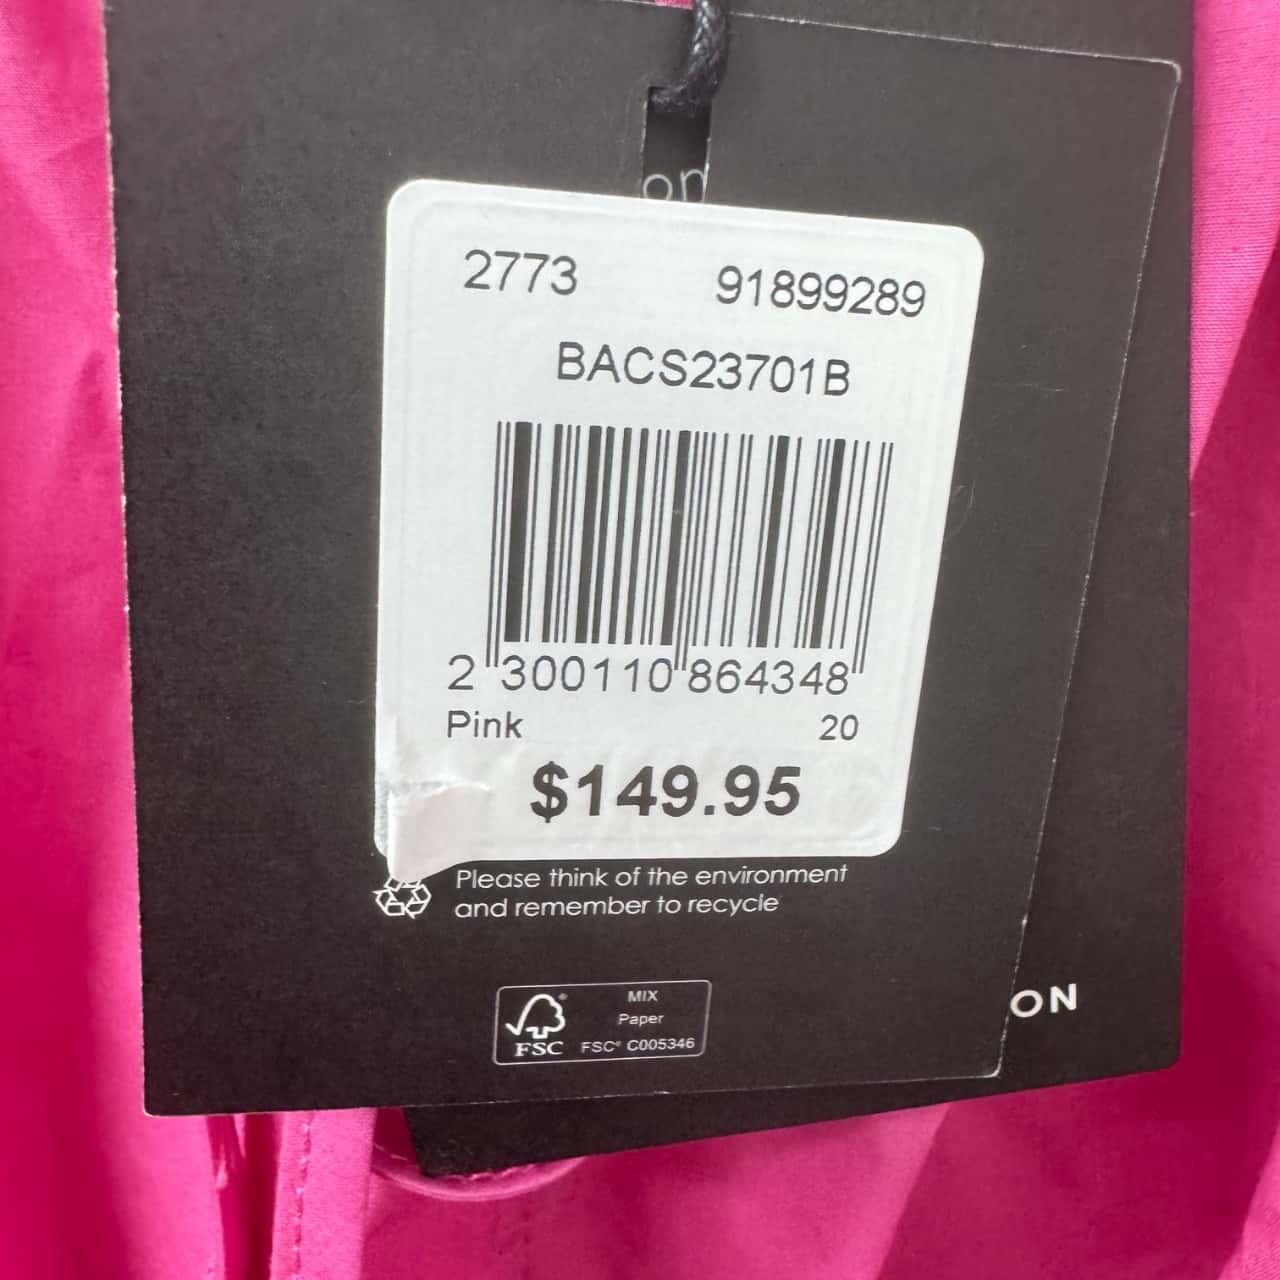 on
2773 91899289
BACS23701B
2 300110 864348
Pink 20
$149.95
Please think of the environment
and remember to recycle
ON
MIX
Paper
FSC® C005346
FSC